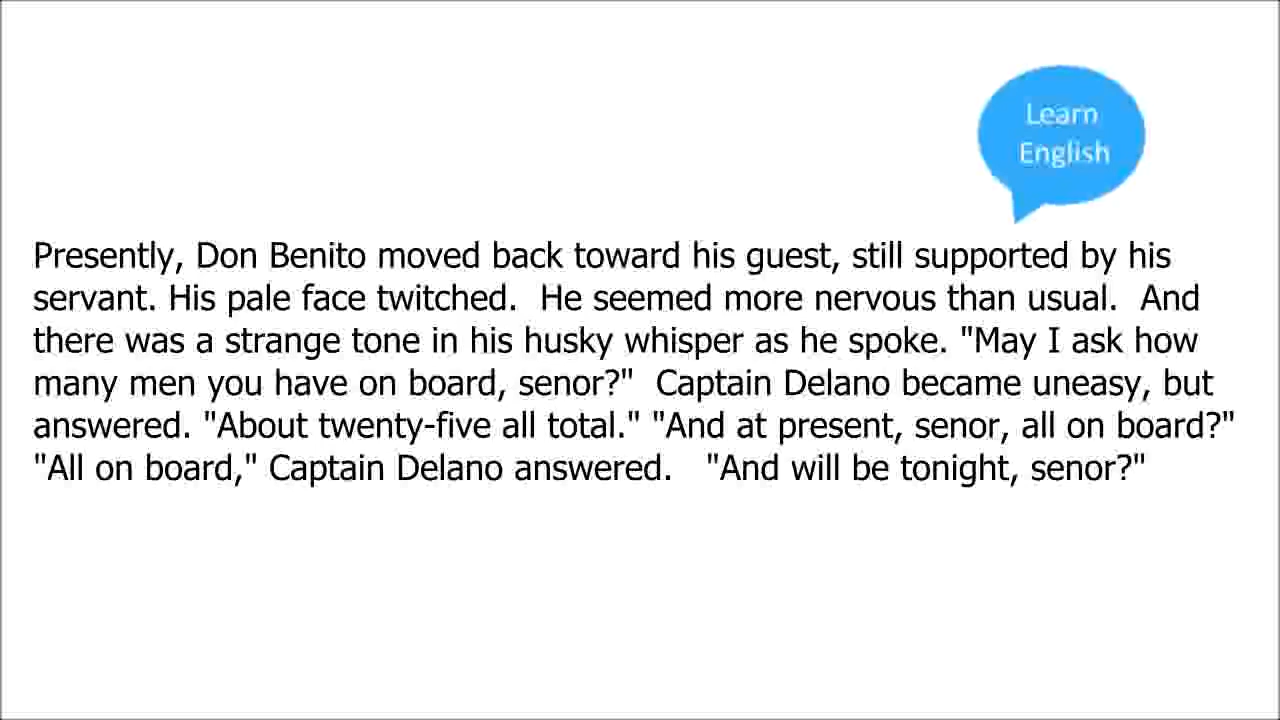 Learn
English
Presently, Don Benito moved back toward his guest, still supported by his
servant. His pale face twitched.  He seemed more nervous than usual.  And
there was a strange tone in his husky whisper as he spoke. "May I ask how
many men you have on board, senor?"  Captain Delano became uneasy, but
answered. "About twenty-five all total." "And at present, senor, all on board?"
"All on board," Captain Delano answered.   "And will be tonight, senor?"